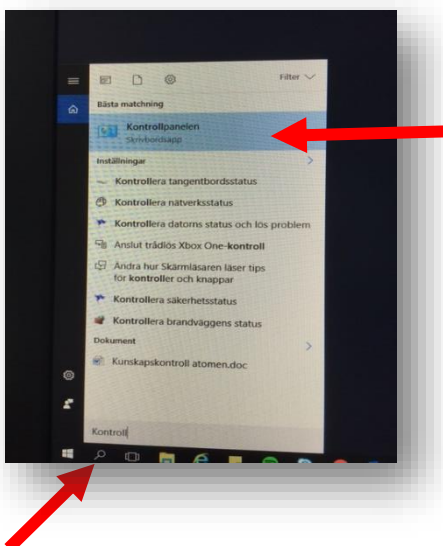 Filter
Bästa matchning
Kontrollpanelen
Skrivbordsapp
Inställningar
Kontrollera tangentbordsstatus
Kontrollera nätverksstatus
Kontrollera datorns status och lös problem
Anslut trådlös Xbox One-kontroll
Ändra hur Skärmläsaren läser tips
för kontroller och knappar
Kontrollera säkerhetsstatus
Kontrollera brandväggens status
Dokument
Kunskapskontroll atomen.doc
Kontroll